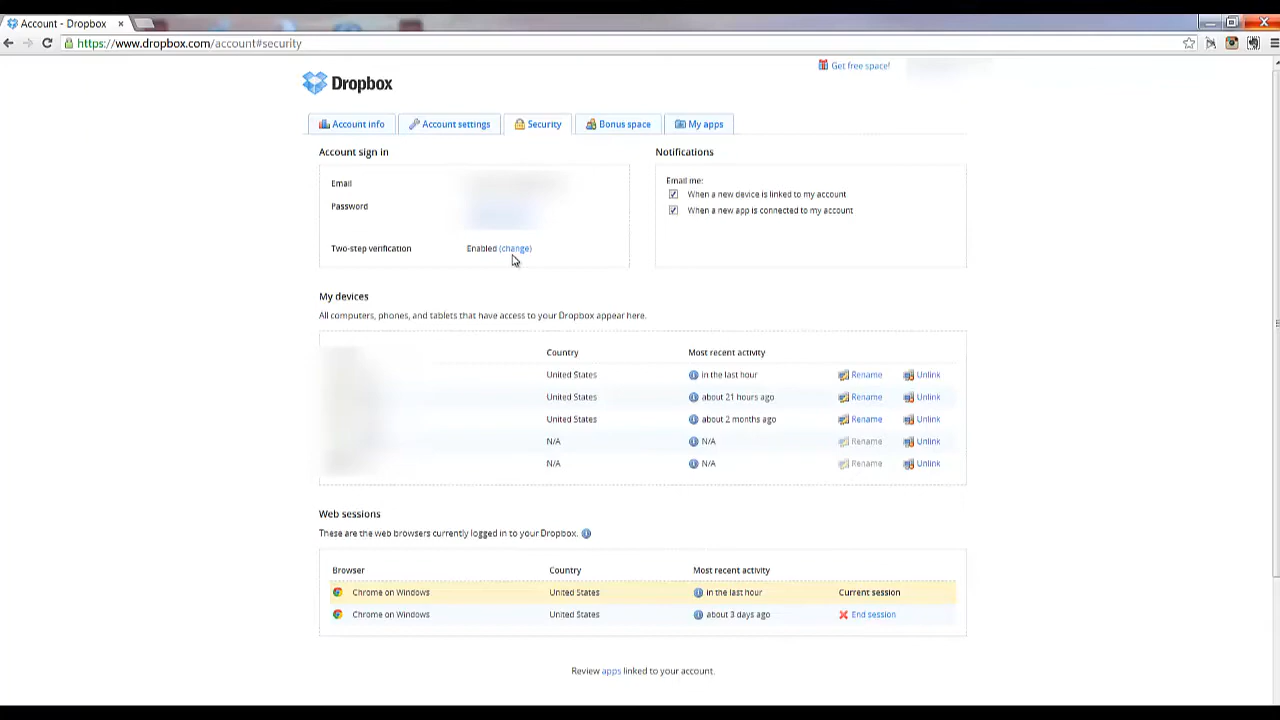 Account - Dropbox
https://www.dropbox.com/account#security
Get free space!
Dropbox
Account info
Account settings
Security
Bonus space
My apps
Account sign in
Email
Password
Two-step verification Enabled (change)
Notifications
Email me:
When a new device is linked to my account
When a new app is connected to my account
My devices
All computers, phones, and tablets that have access to your Dropbox appear here.
Country Most recent activity
United States in the last hour Rename Unlink
United States about 21 hours ago Rename Unlink
United States about 2 months ago Rename Unlink
N/A N/A Rename Unlink
N/A N/A Rename Unlink
Web sessions
These are the web browsers currently logged in to your Dropbox.
Browser Country Most recent activity
Chrome on Windows United States in the last hour Current session
Chrome on Windows United States about 3 days ago End session
Review apps linked to your account.